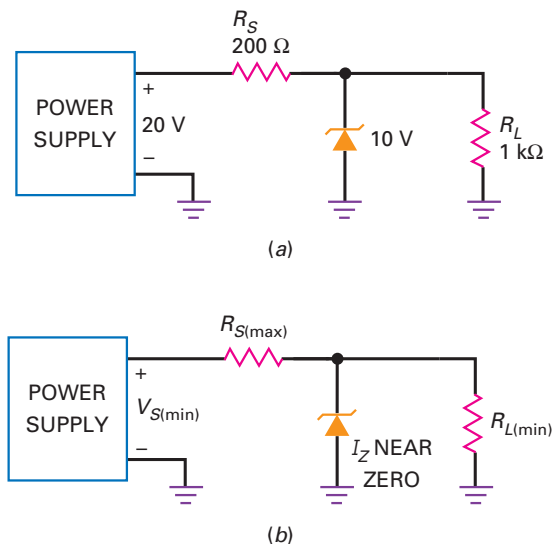 R_S
200 Ω
POWER
SUPPLY
+
20 V
−
10 V
R_L
1 kΩ
(a)
R_S(max)
POWER
SUPPLY
+
V_S(min)
−
I_Z NEAR
ZERO
R_L(min)
(b)